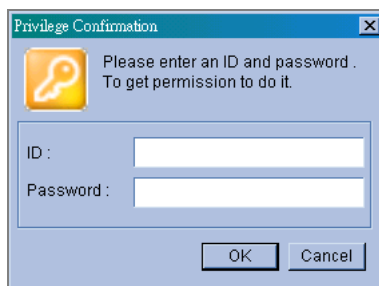 Privilege Confirmation
Please enter an ID and password .
To get permission to do it.
ID :
Password :
OK Cancel